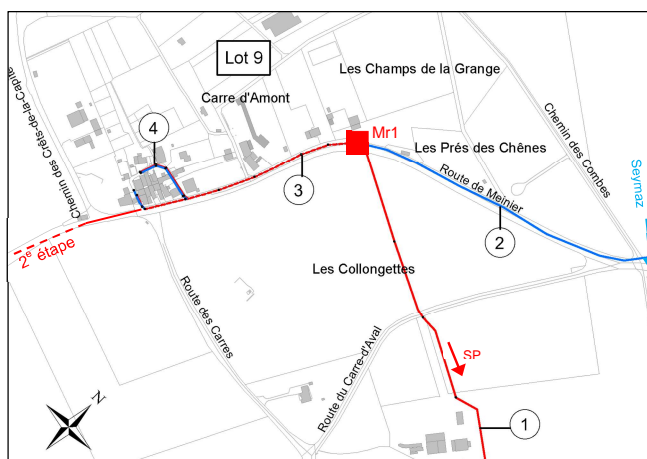 Lot 9
Les Champs de la Grange
Chemin des Crêts-de-la-Capite
Carre d'Amont
Chemin des Combes
4
Mr1
Les Prés des Chênes
3
Route de Meinier
Seymaz
2
2e étape
Les Collongettes
Route des Carres
Route du Carre-d'Aval
SP
N
1